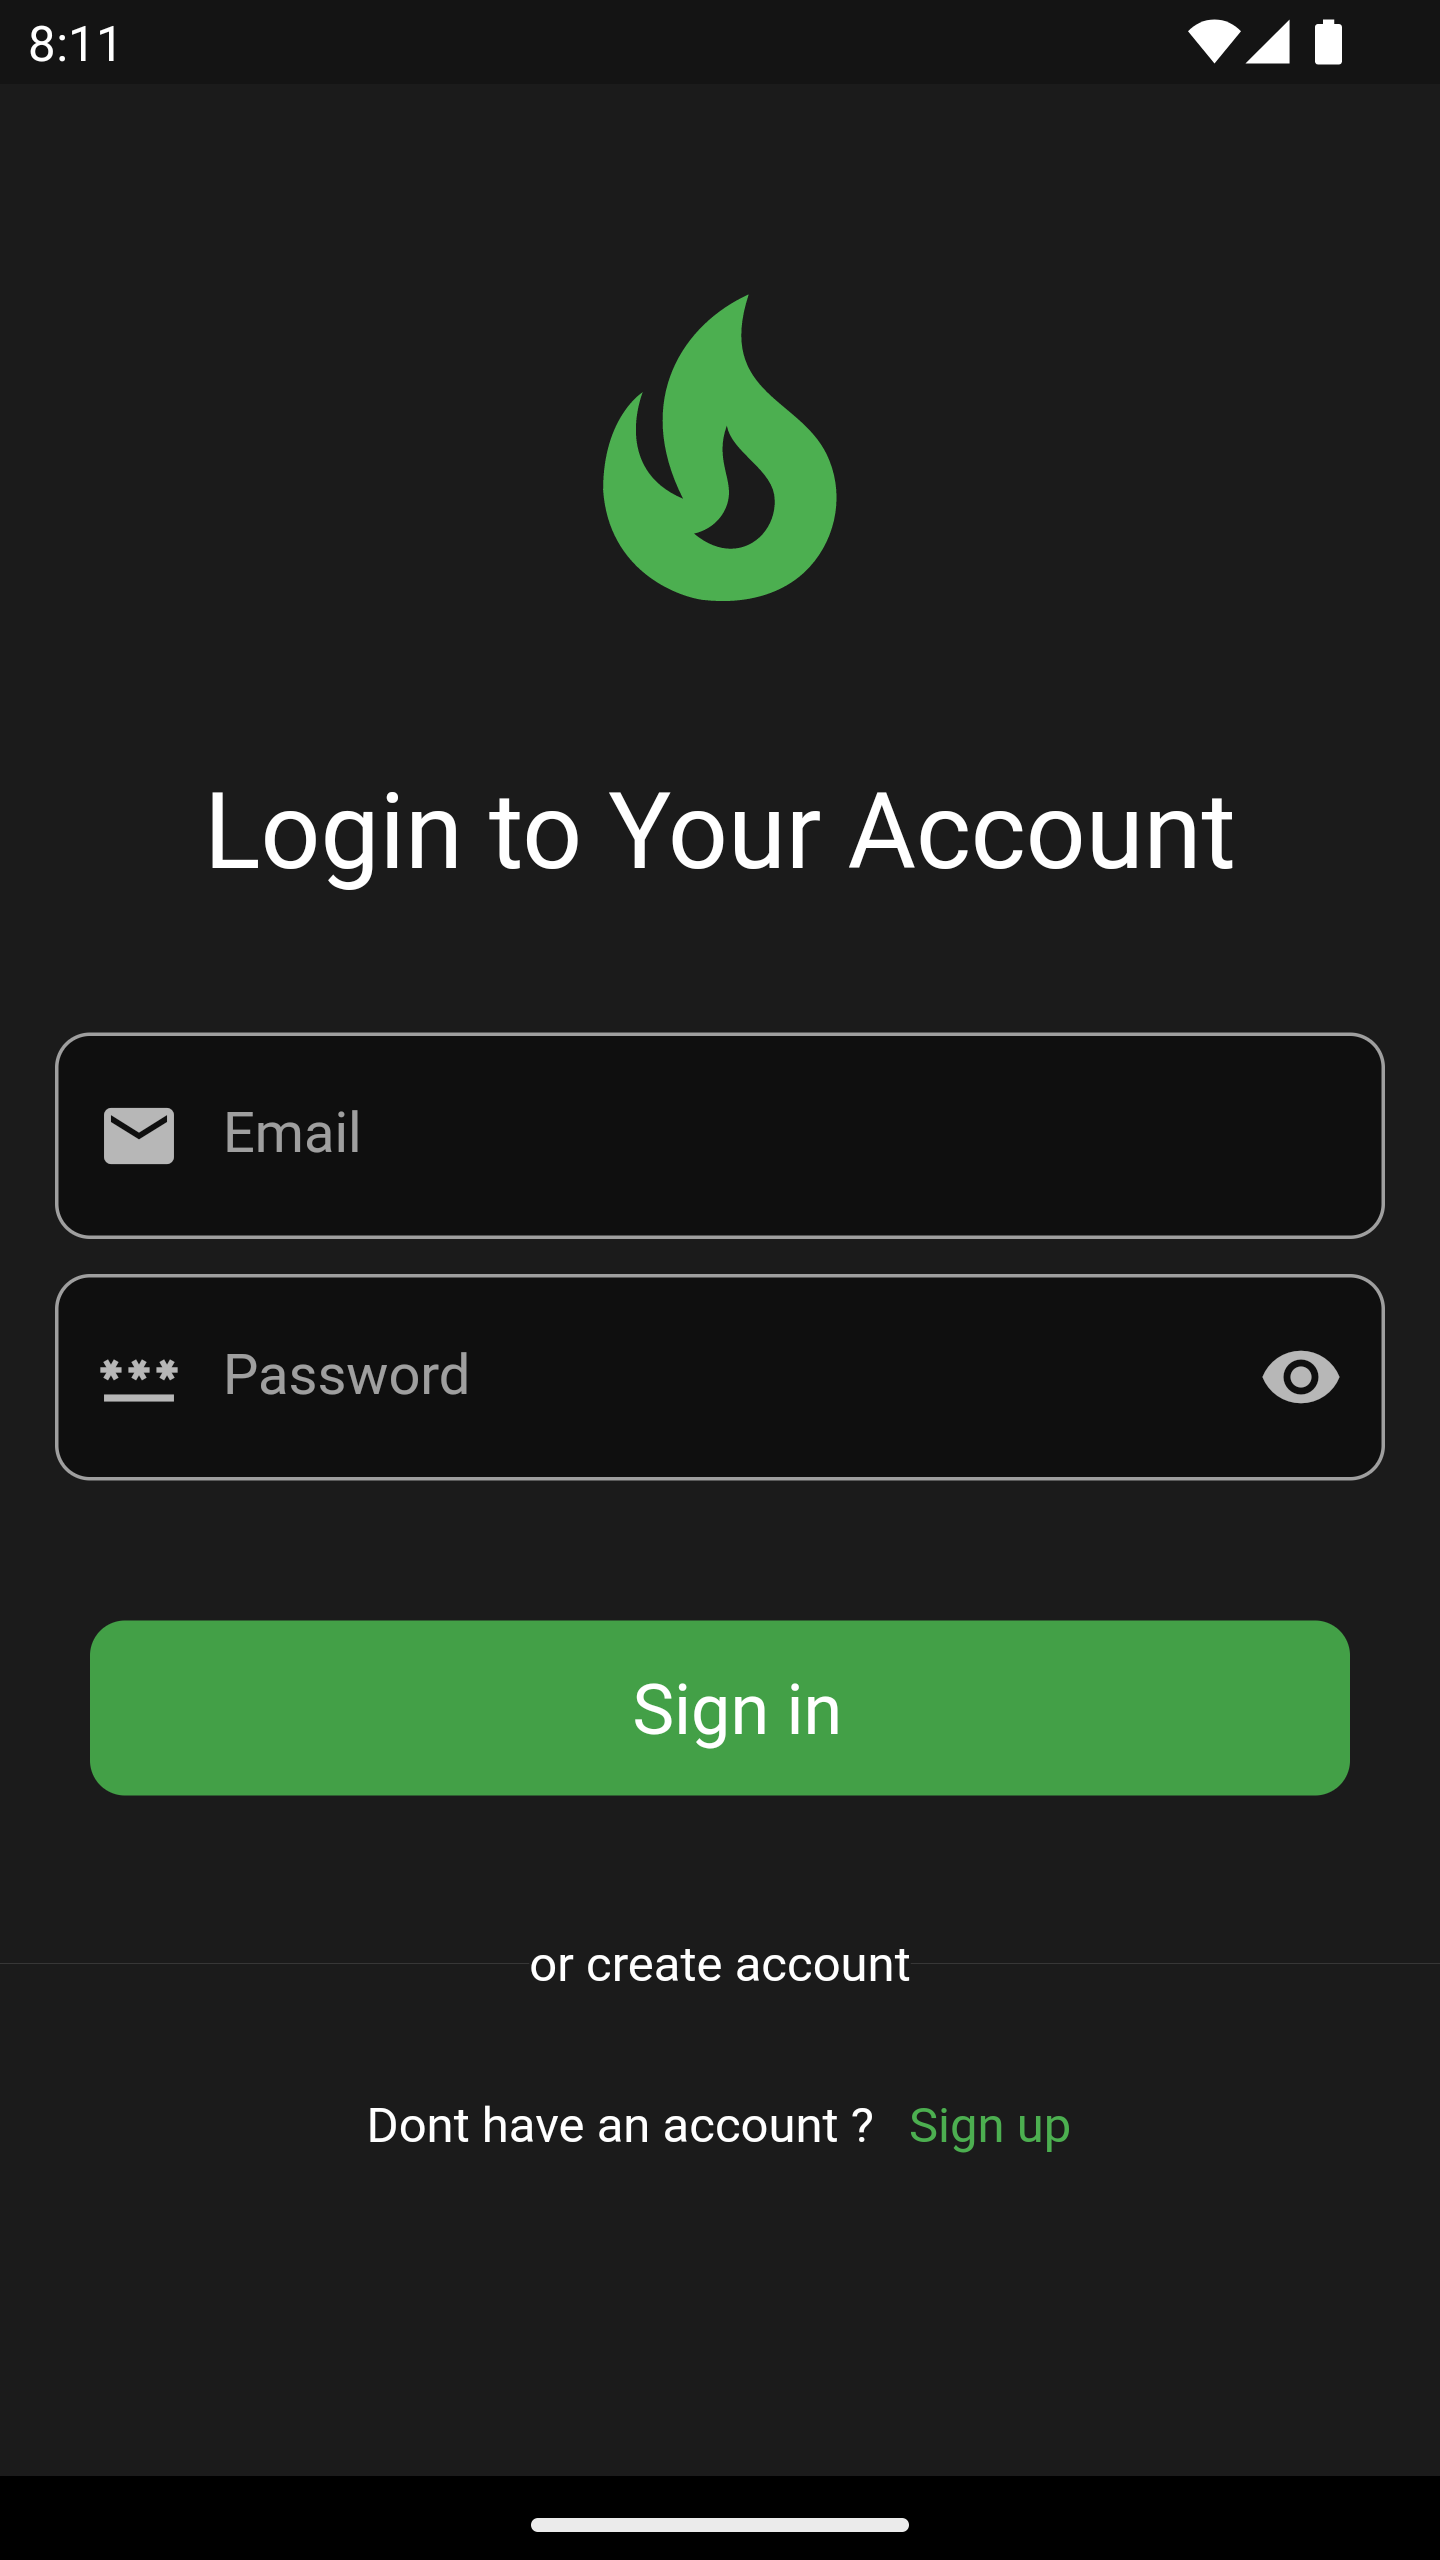 8:11
Login to Your Account
Email
Password
Sign in
or create account
Dont have an account ? Sign up